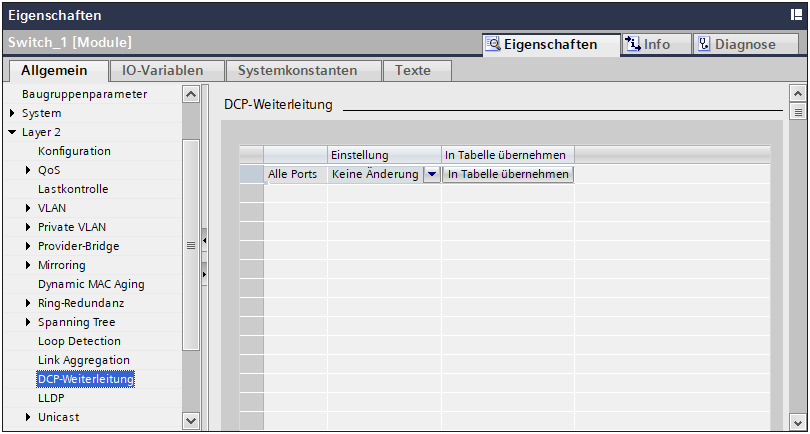 Eigenschaften
Switch_1 [Module]
Eigenschaften
Info
Diagnose
Allgemein
IO-Variablen
Systemkonstanten
Texte
Baugruppenparameter
System
Layer 2
Konfiguration
QoS
Lastkontrolle
VLAN
Private VLAN
Provider-Bridge
Mirroring
Dynamic MAC Aging
Ring-Redundanz
Spanning Tree
Loop Detection
Link Aggregation
DCP-Weiterleitung
LLDP
Unicast
DCP-Weiterleitung
Einstellung In Tabelle übernehmen
Alle Ports Keine Änderung In Tabelle übernehmen